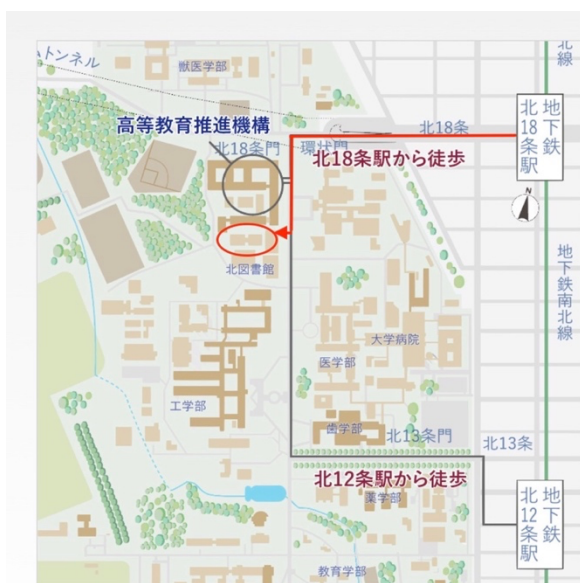 トンネル
獣医学部
北
線
高等教育推進機構
北18条門
環状門
北18条
地下鉄
北18条駅
北18条駅から徒歩
N
北図書館
地下鉄南北線
大学病院
医学部
工学部
歯学部
北13条門
北13条
北12条駅から徒歩
薬学部
地下鉄
北12条駅
教育学部